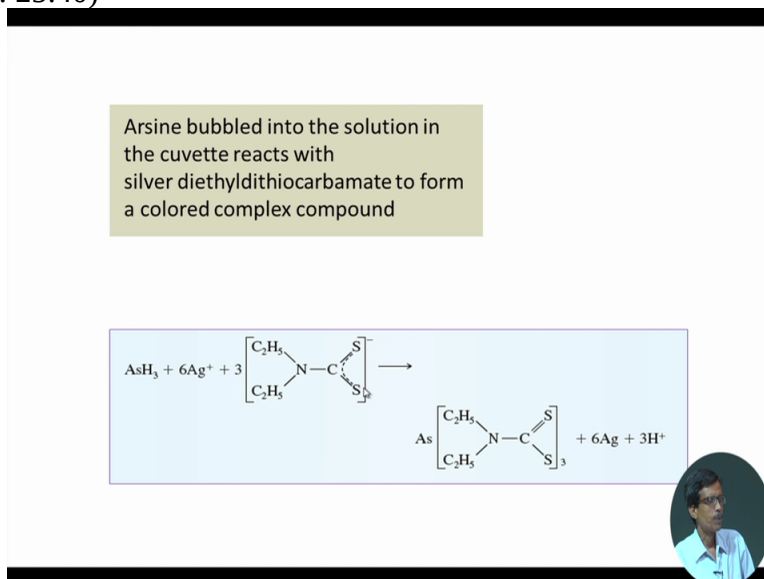 Arsine bubbled into the solution in
the cuvette reacts with
silver diethyldithiocarbamate to form
a colored complex compound
AsH₃ + 6Ag⁺ + 3 [C₂H₅ C₂H₅ N—C S S]⁻ ⟶
As [C₂H₅ C₂H₅ N—C S S]₃ + 6Ag + 3H⁺